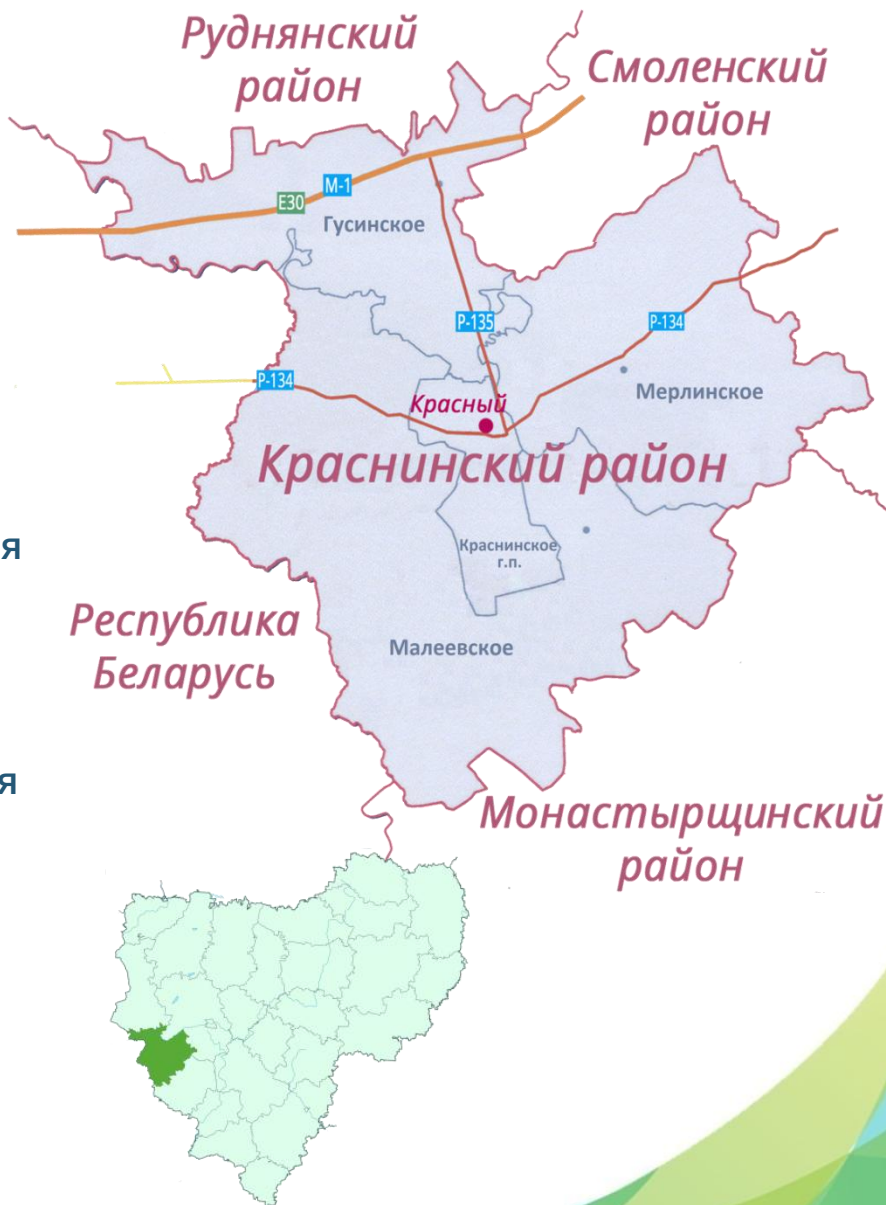 Руднянский
район
Смоленский
район
М-1
Е30
Гусинское
Р-135
Р-134
Р-134
Мерлинское
Красный
Краснинский район
Краснинское
г.п.
я
Республика
Беларусь
Малеевское
я
Монастырщинский
район